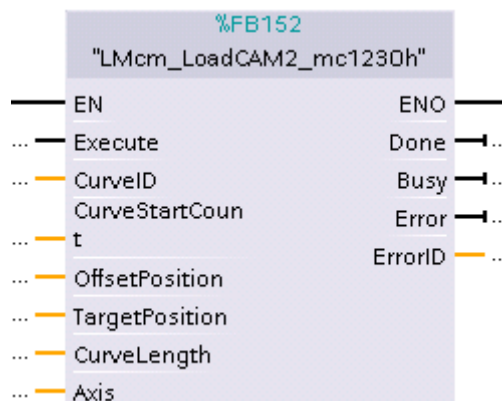 %FB152
"LMcm_LoadCAM2_mc1230h"
EN ENO
... Execute Done ...
... CurveID Busy ...
CurveStartCoun
... t Error ...
... OffsetPosition ErrorID ...
... TargetPosition
... CurveLength
... Axis